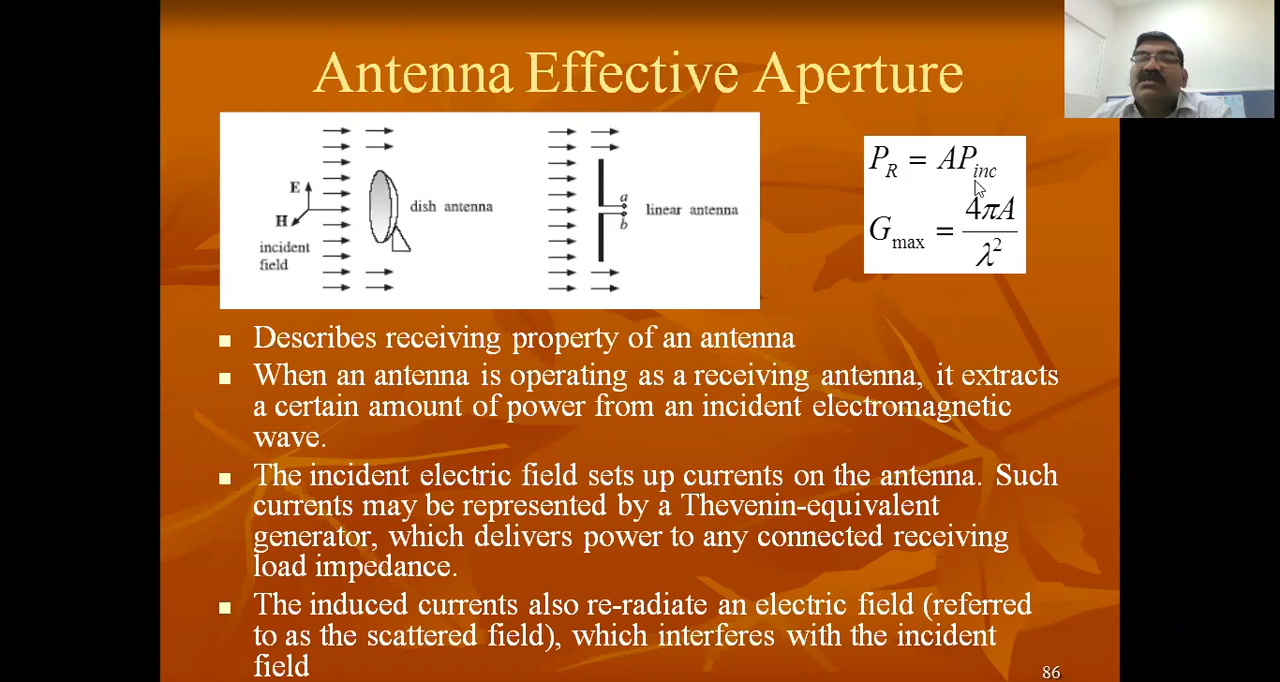 Antenna Effective Aperture
E
H
incident
field
dish antenna
a
b
linear antenna
P_R = AP_inc
G_max = 4πA / λ²
Describes receiving property of an antenna
When an antenna is operating as a receiving antenna, it extracts
a certain amount of power from an incident electromagnetic
wave.
The incident electric field sets up currents on the antenna. Such
currents may be represented by a Thevenin-equivalent
generator, which delivers power to any connected receiving
load impedance.
The induced currents also re-radiate an electric field (referred
to as the scattered field), which interferes with the incident
field
86